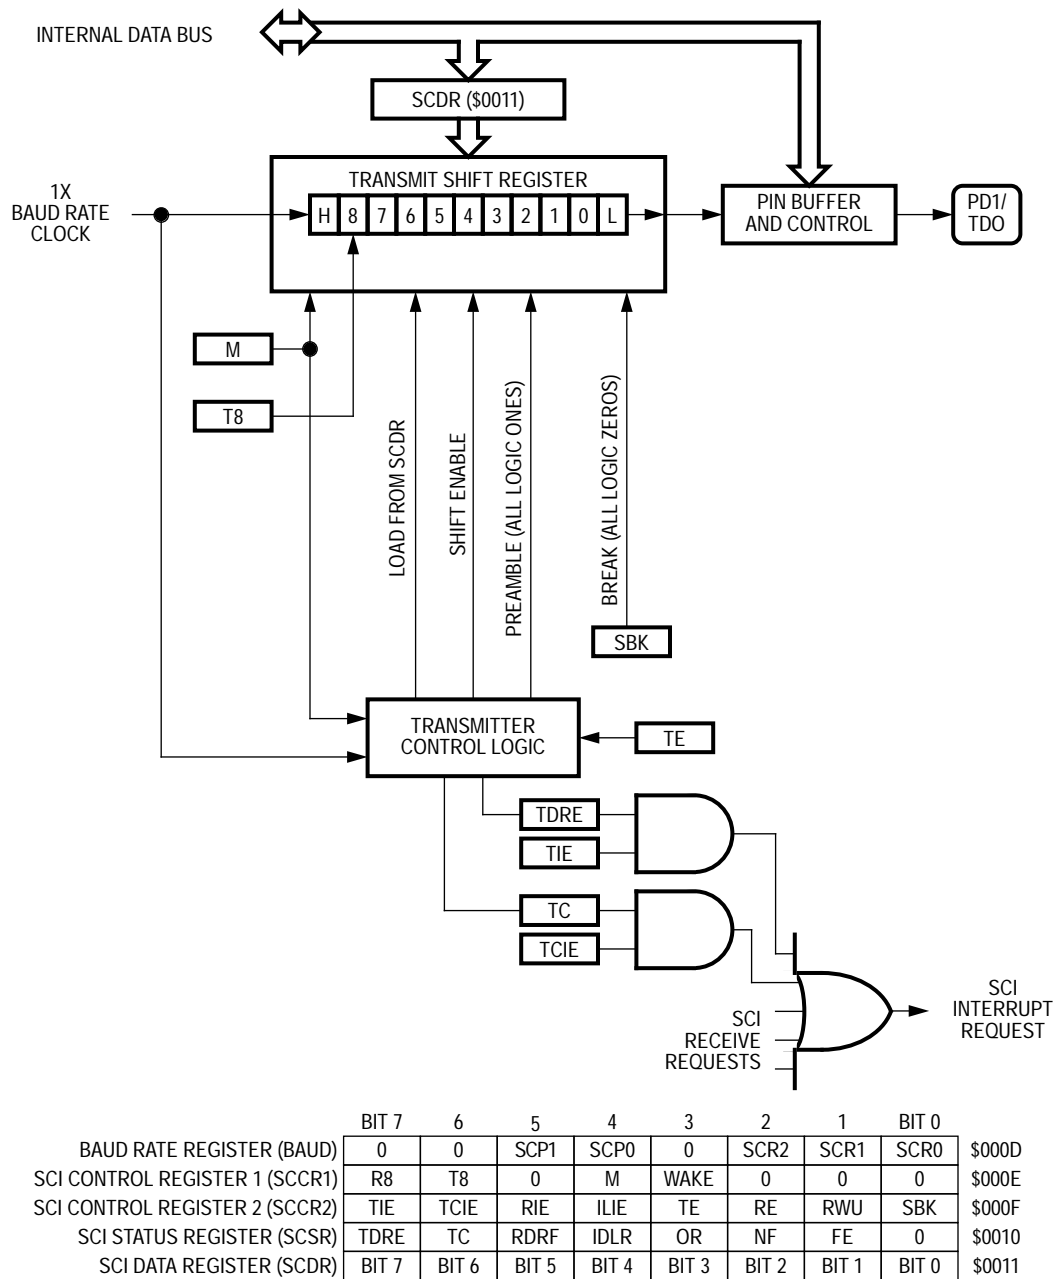 INTERNAL DATA BUS
SCDR ($0011)
TRANSMIT SHIFT REGISTER
H 8 7 6 5 4 3 2 1 0 L
1X
BAUD RATE
CLOCK
PIN BUFFER
AND CONTROL
PD1/
TDO
M
T8
LOAD FROM SCDR
SHIFT ENABLE
PREAMBLE (ALL LOGIC ONES)
BREAK (ALL LOGIC ZEROS)
SBK
TRANSMITTER
CONTROL LOGIC
TE
TDRE
TIE
TC
TCIE
SCI
RECEIVE
REQUESTS
SCI
INTERRUPT
REQUEST
BIT 7 6 5 4 3 2 1 BIT 0
BAUD RATE REGISTER (BAUD) 0 0 SCP1 SCP0 0 SCR2 SCR1 SCR0 $000D
SCI CONTROL REGISTER 1 (SCCR1) R8 T8 0 M WAKE 0 0 0 $000E
SCI CONTROL REGISTER 2 (SCCR2) TIE TCIE RIE ILIE TE RE RWU SBK $000F
SCI STATUS REGISTER (SCSR) TDRE TC RDRF IDLR OR NF FE 0 $0010
SCI DATA REGISTER (SCDR) BIT 7 BIT 6 BIT 5 BIT 4 BIT 3 BIT 2 BIT 1 BIT 0 $0011